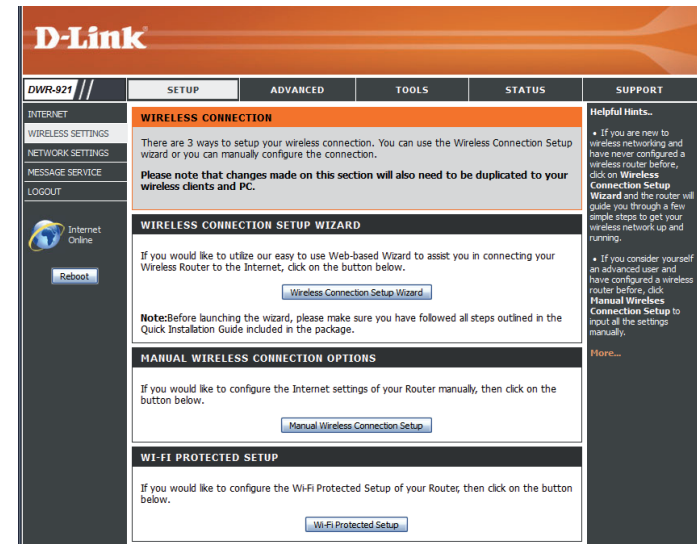 D-Link
DWR-921
SETUP
ADVANCED
TOOLS
STATUS
SUPPORT
INTERNET
WIRELESS SETTINGS
NETWORK SETTINGS
MESSAGE SERVICE
LOGOUT
Internet
Online
Reboot
WIRELESS CONNECTION
There are 3 ways to setup your wireless connection. You can use the Wireless Connection Setup
wizard or you can manually configure the connection.
Please note that changes made on this section will also need to be duplicated to your
wireless clients and PC.
WIRELESS CONNECTION SETUP WIZARD
If you would like to utilize our easy to use Web-based Wizard to assist you in connecting your
Wireless Router to the Internet, click on the button below.
Wireless Connection Setup Wizard
Note:Before launching the wizard, please make sure you have followed all steps outlined in the
Quick Installation Guide included in the package.
MANUAL WIRELESS CONNECTION OPTIONS
If you would like to configure the Internet settings of your Router manually, then click on the
button below.
Manual Wireless Connection Setup
WI-FI PROTECTED SETUP
If you would like to configure the Wi-Fi Protected Setup of your Router, then click on the button
below.
Wi-Fi Protected Setup
Helpful Hints..
• If you are new to
wireless networking and
have never configured a
wireless router before,
click on Wireless
Connection Setup
Wizard and the router will
guide you through a few
simple steps to get your
wireless network up and
running.
• If you consider yourself
an advanced user and
have configured a wireless
router before, click
Manual Wirelses
Connection Setup to
input all the settings
manually.
More...